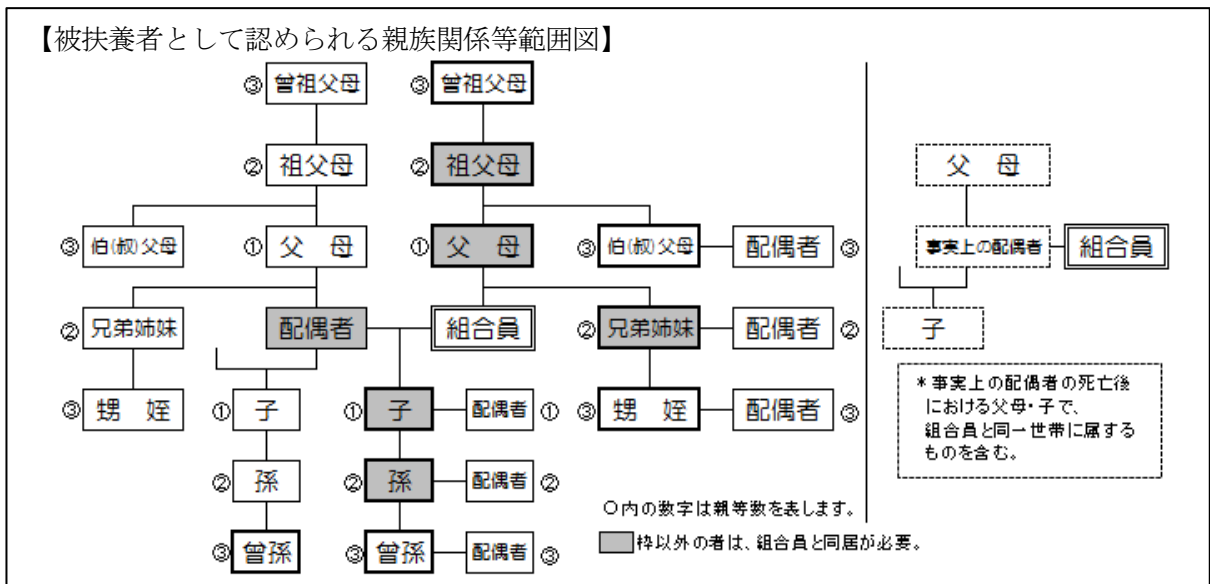 【被扶養者として認められる親族関係等範囲図】
③ 曾祖父母 ③ 曾祖父母
② 祖父母 ② 祖父母 父 母
③ 伯(叔)父母 ① 父 母 ① 父 母 ③ 伯(叔)父母 配偶者 ③ 事実上の配偶者 組合員
② 兄弟姉妹 配偶者 組合員 ② 兄弟姉妹 配偶者 ② 子
③ 甥 姪 ① 子 ① 子 配偶者 ① ③ 甥 姪 配偶者 ③
② 孫 ② 孫 配偶者 ②
③ 曾孫 ③ 曾孫 配偶者 ③
*事実上の配偶者の死亡後
における父母・子で、
組合員と同一世帯に属する
ものを含む。
○内の数字は親等数を表します。
枠以外の者は、組合員と同居が必要。